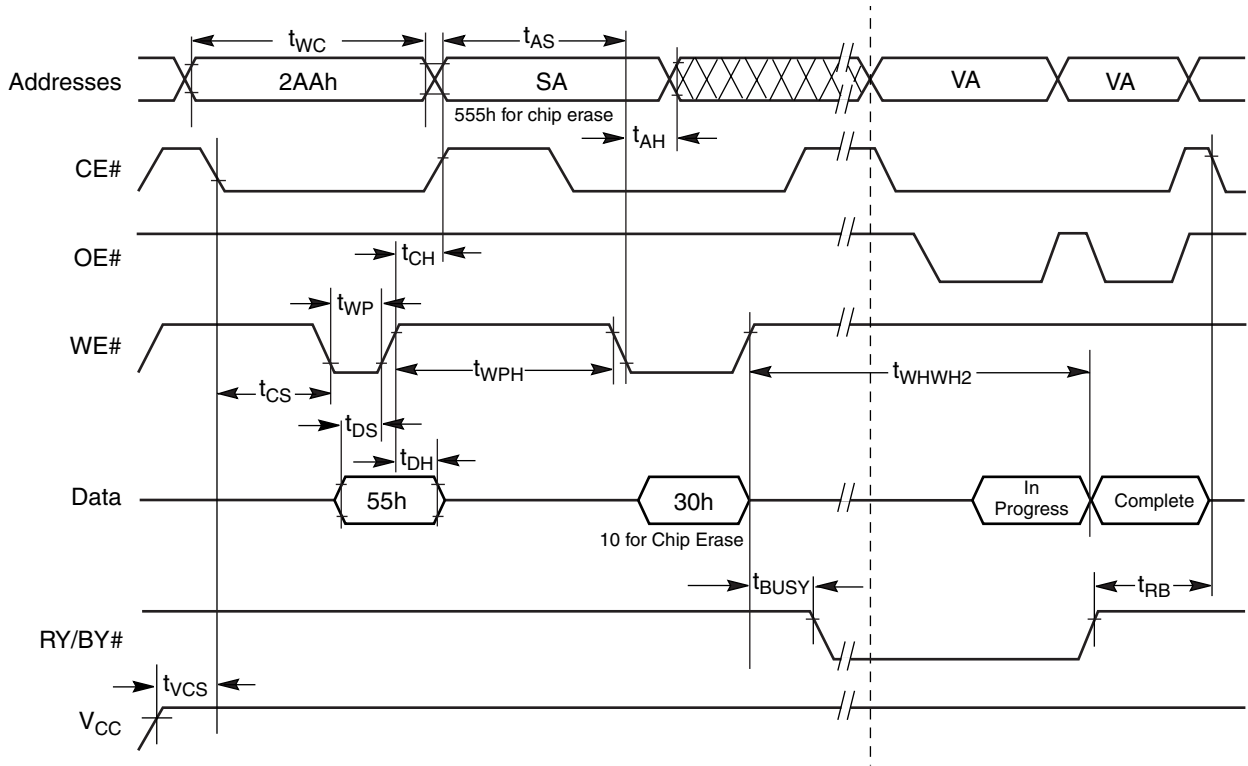 tWC
tAS
Addresses
2AAh
SA
VA
VA
555h for chip erase
tAH
CE#
OE#
tCH
tWP
WE#
tWPH
tWHWH2
tCS
tDS
tDH
Data
55h
30h
In
Progress
Complete
10 for Chip Erase
tBUSY
tRB
RY/BY#
tVCS
VCC